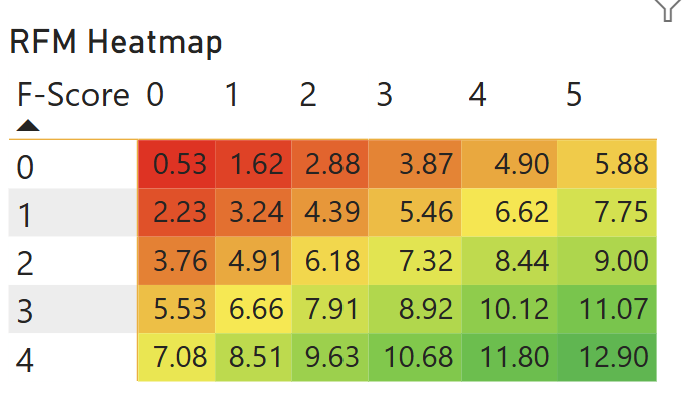 RFM Heatmap
F-Score 0 1 2 3 4 5
0 0.53 1.62 2.88 3.87 4.90 5.88
1 2.23 3.24 4.39 5.46 6.62 7.75
2 3.76 4.91 6.18 7.32 8.44 9.00
3 5.53 6.66 7.91 8.92 10.12 11.07
4 7.08 8.51 9.63 10.68 11.80 12.90